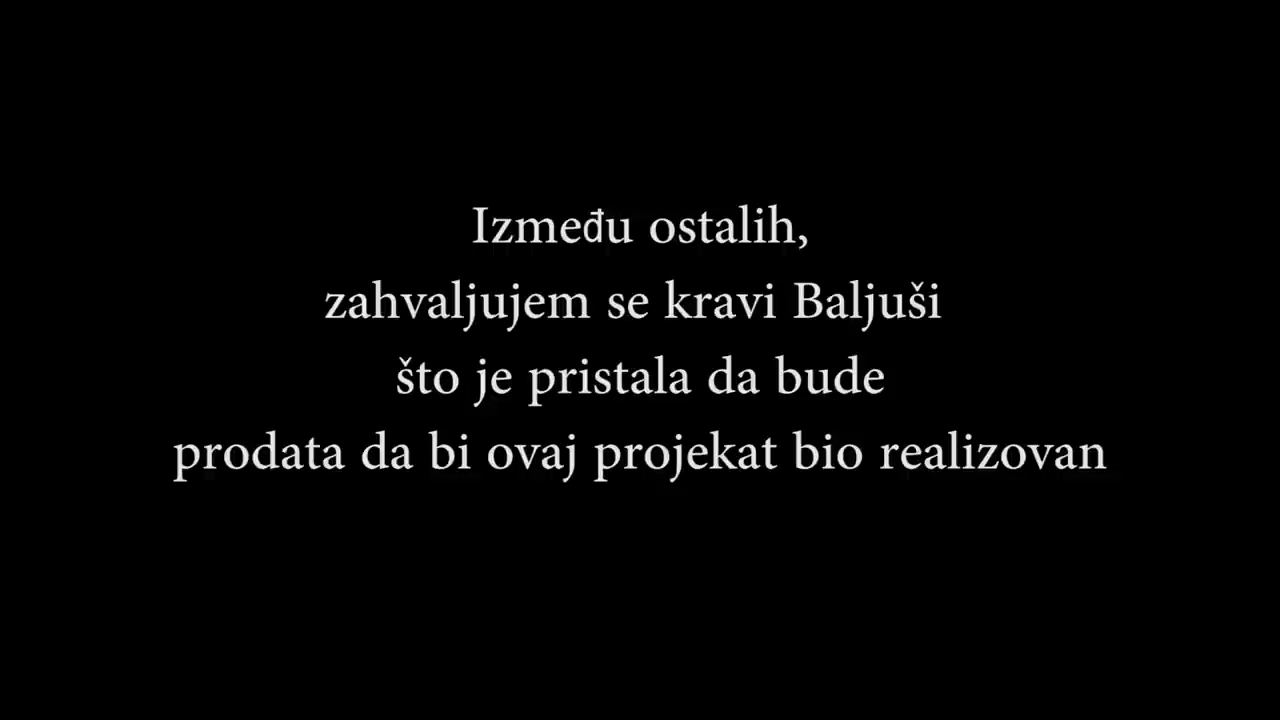 Između ostalih,
zahvaljujem se kravi Baljuši
što je pristala da bude
prodata da bi ovaj projekat bio realizovan